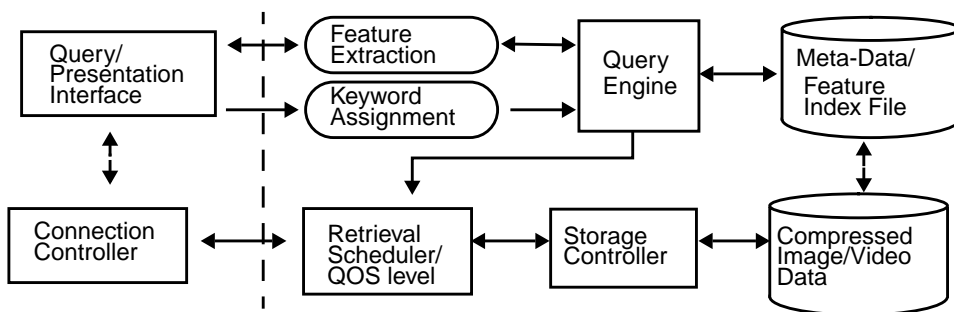 Query/
Presentation
Interface
Feature
Extraction
Keyword
Assignment
Query
Engine
Meta-Data/
Feature
Index File
Connection
Controller
Retrieval
Scheduler/
QOS level
Storage
Controller
Compressed
Image/Video
Data